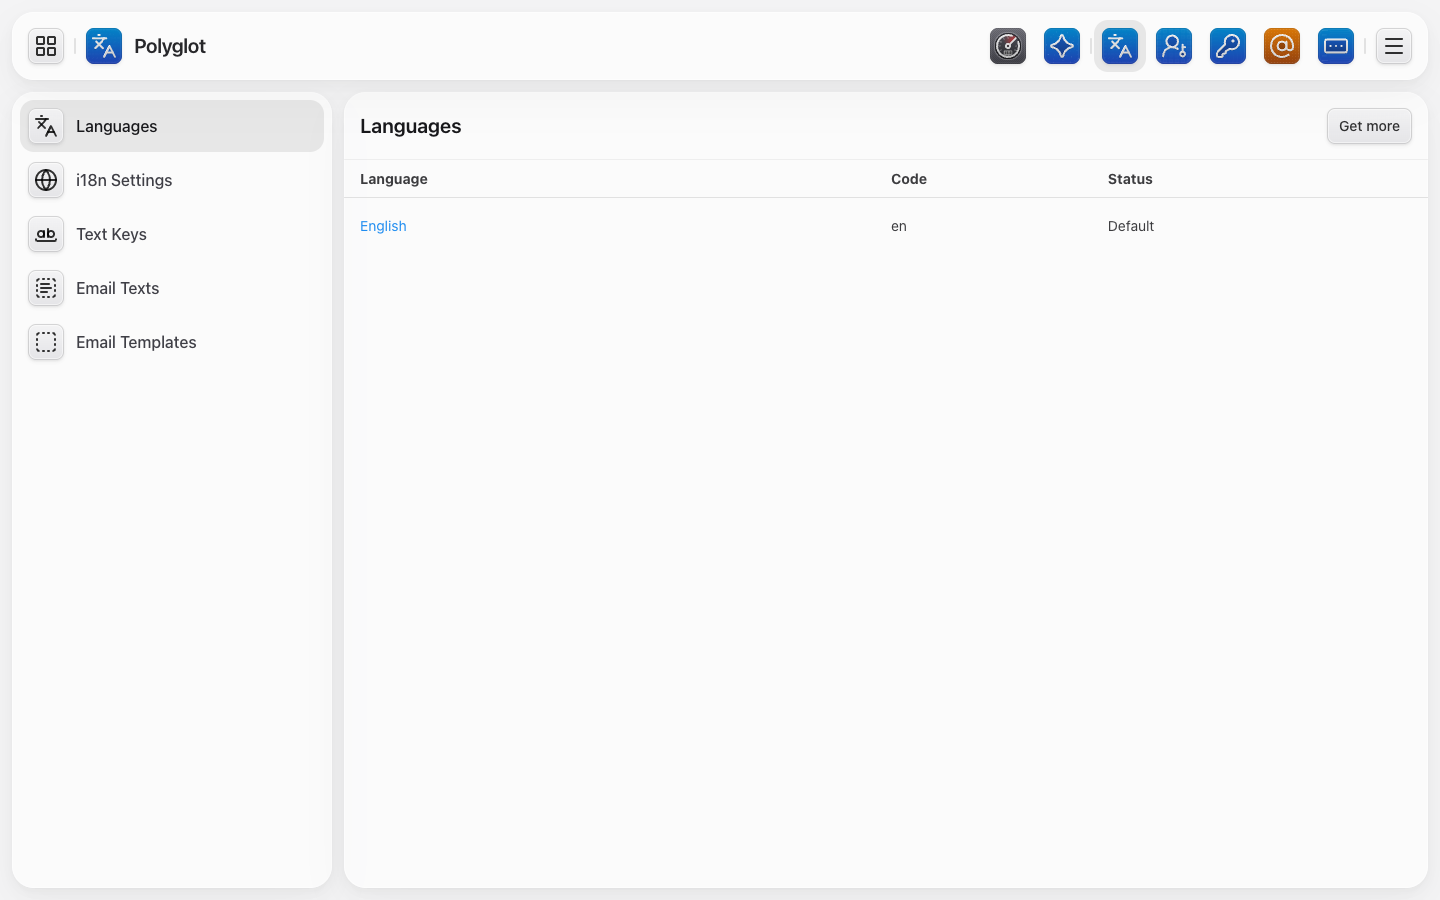 Polyglot
Languages
i18n Settings
ab
Text Keys
Email Texts
Email Templates
Languages
Get more
Language Code Status
English en Default